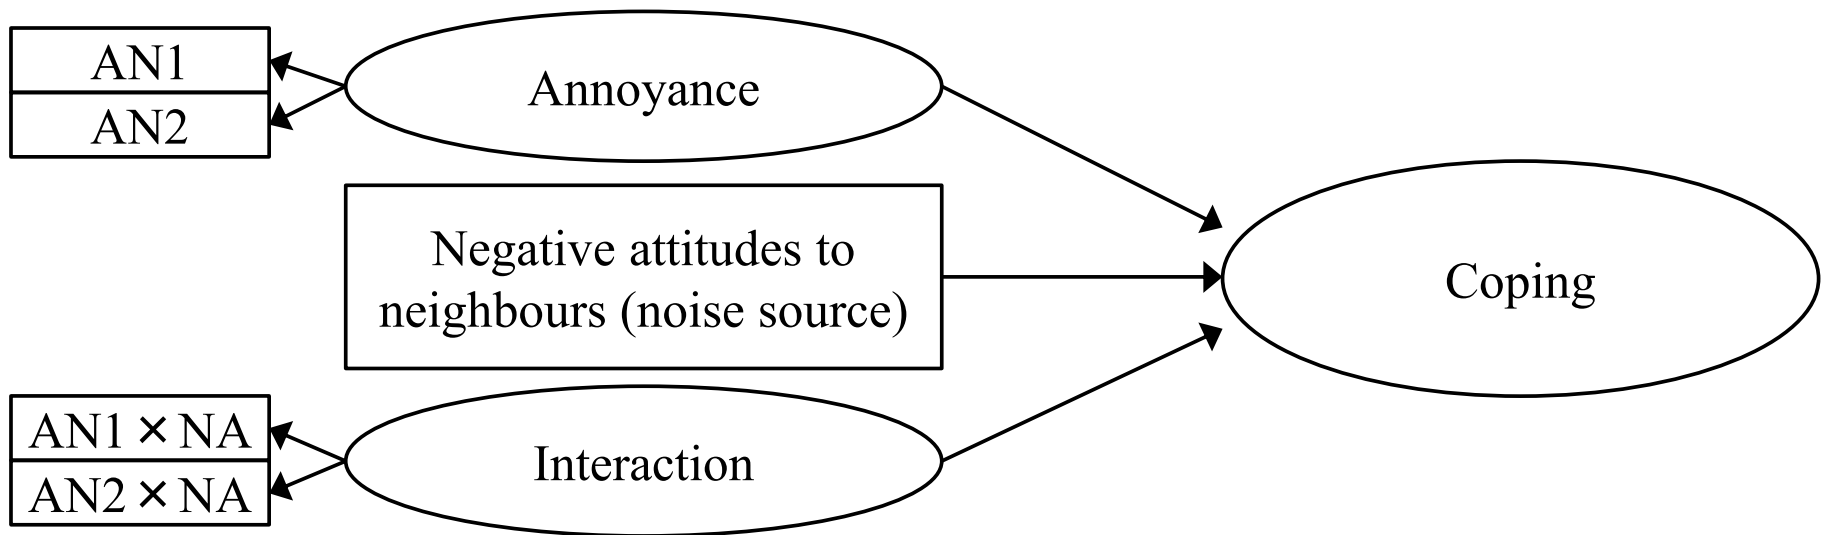 AN1
AN2
Annoyance
Negative attitudes to
neighbours (noise source)
Coping
AN1 × NA
AN2 × NA
Interaction